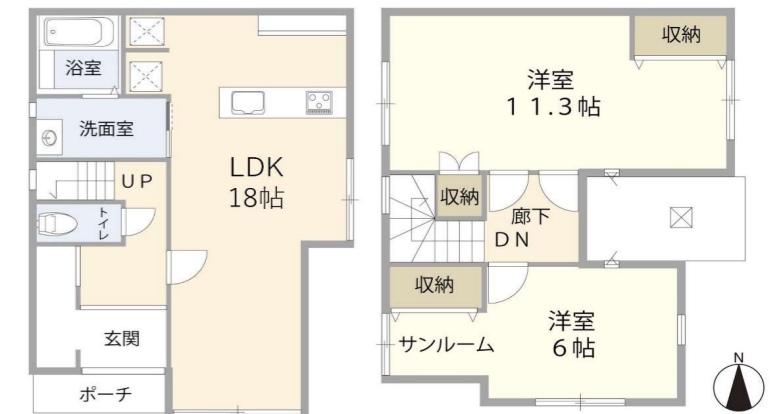 浴室
洗面室
UP
トイレ
LDK
18帖
玄関
ポーチ
収納
洋室
11.3帖
収納
廊下
DN
収納
サンルーム
洋室
6帖
N